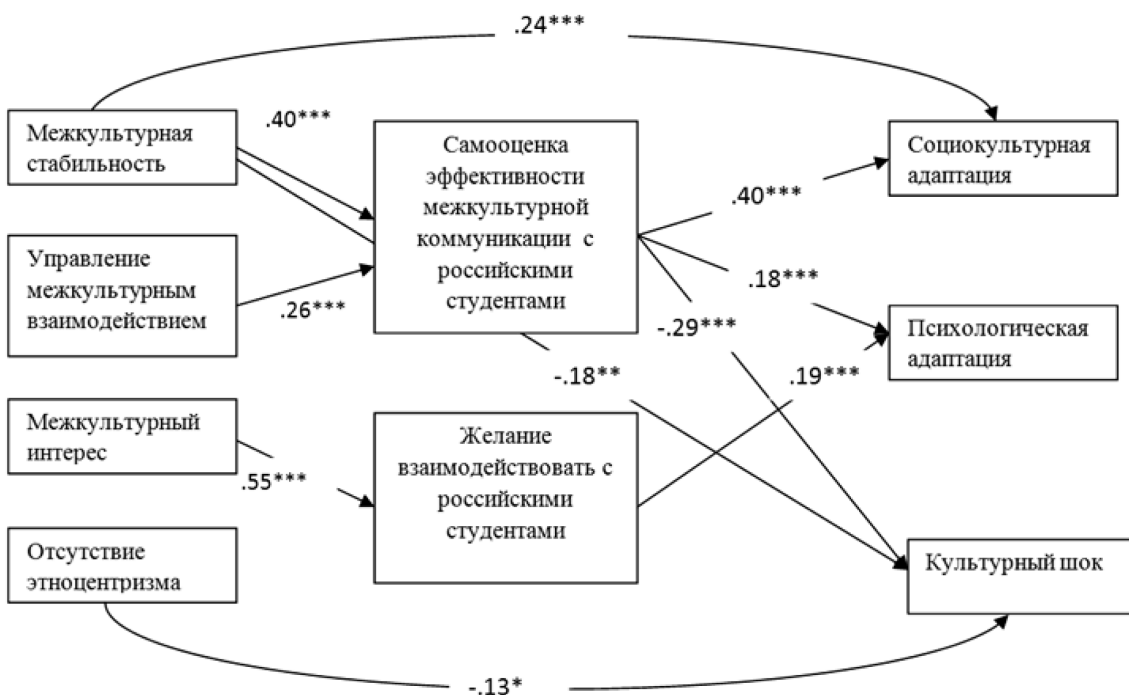 .24***
Межкультурная
стабильность
.40***
Самооценка
эффективности
межкультурной
коммуникации с
российскими
студентами
Социокультурная
адаптация
.40***
Управление
межкультурным
взаимодействием
.26***
.18***
-.29***
Психологическая
адаптация
-.18**
.19***
Межкультурный
интерес
.55***
Желание
взаимодействовать с
российскими
студентами
Отсутствие
этноцентризма
Культурный шок
-.13*